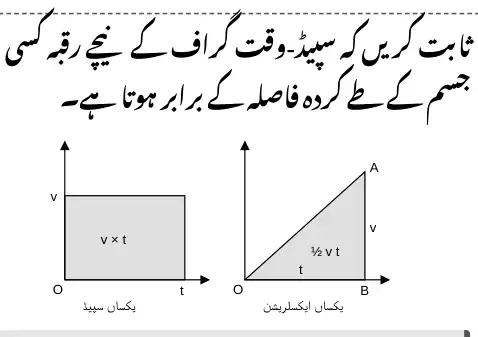 ثابت کریں کہ سپیڈ-وقت گراف کے نیچے رقبہ کسی
جسم کے طے کردہ فاصلہ کے برابر ہوتا ہے۔
A
v
v
v × t
½ v t
t
O
t
O
B
یکساں سپیڈ
یکساں ایکسلریشن